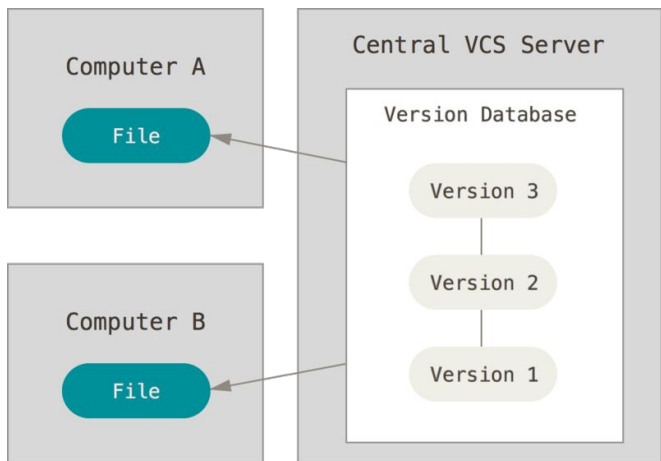 Computer A
File
Central VCS Server
Version Database
Version 3
Version 2
Version 1
Computer B
File